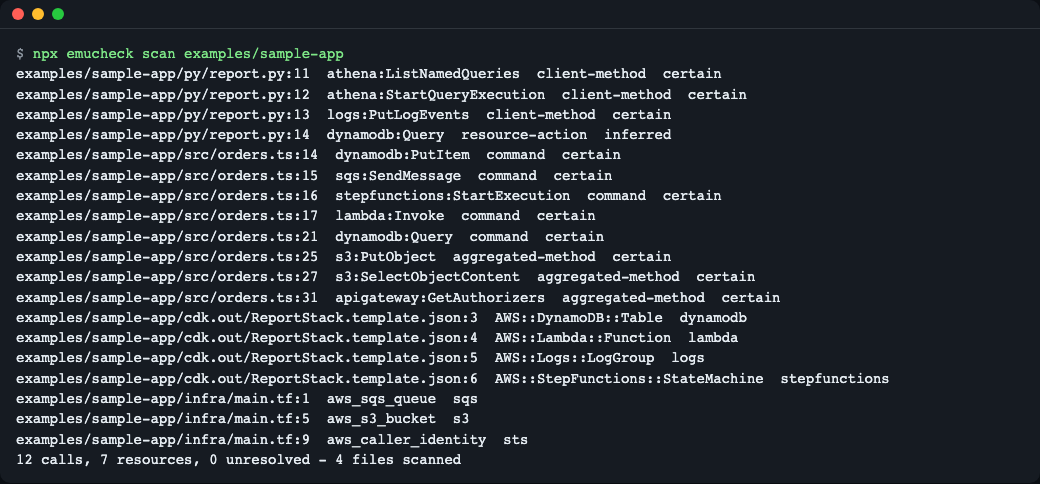 $ npx emucheck scan examples/sample-app
examples/sample-app/py/report.py:11  athena:ListNamedQueries  client-method  certain
examples/sample-app/py/report.py:12  athena:StartQueryExecution  client-method  certain
examples/sample-app/py/report.py:13  logs:PutLogEvents  client-method  certain
examples/sample-app/py/report.py:14  dynamodb:Query  resource-action  inferred
examples/sample-app/src/orders.ts:14  dynamodb:PutItem  command  certain
examples/sample-app/src/orders.ts:15  sqs:SendMessage  command  certain
examples/sample-app/src/orders.ts:16  stepfunctions:StartExecution  command  certain
examples/sample-app/src/orders.ts:17  lambda:Invoke  command  certain
examples/sample-app/src/orders.ts:21  dynamodb:Query  command  certain
examples/sample-app/src/orders.ts:25  s3:PutObject  aggregated-method  certain
examples/sample-app/src/orders.ts:27  s3:SelectObjectContent  aggregated-method  certain
examples/sample-app/src/orders.ts:31  apigateway:GetAuthorizers  aggregated-method  certain
examples/sample-app/cdk.out/ReportStack.template.json:3  AWS::DynamoDB::Table  dynamodb
examples/sample-app/cdk.out/ReportStack.template.json:4  AWS::Lambda::Function  lambda
examples/sample-app/cdk.out/ReportStack.template.json:5  AWS::Logs::LogGroup  logs
examples/sample-app/cdk.out/ReportStack.template.json:6  AWS::StepFunctions::StateMachine  stepfunctions
examples/sample-app/infra/main.tf:1  aws_sqs_queue  sqs
examples/sample-app/infra/main.tf:5  aws_s3_bucket  s3
examples/sample-app/infra/main.tf:9  aws_caller_identity  sts
12 calls, 7 resources, 0 unresolved — 4 files scanned